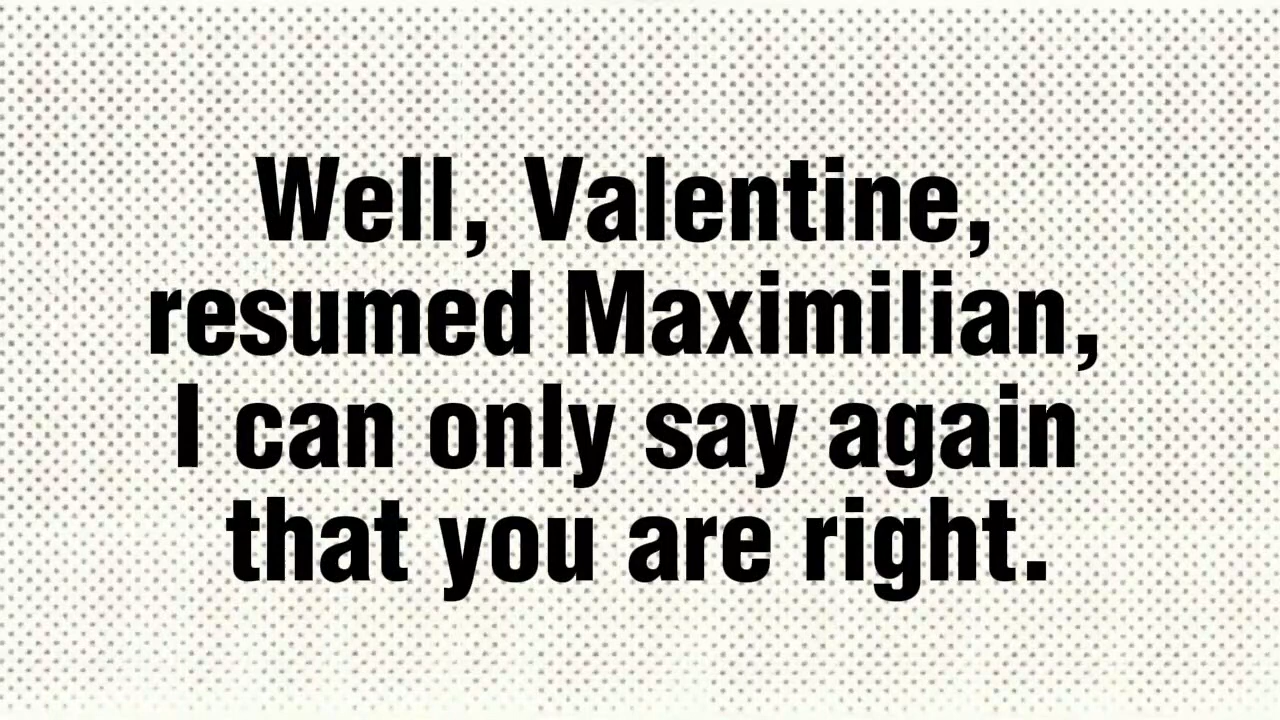 Well, Valentine,
resumed Maximilian,
I can only say again
that you are right.